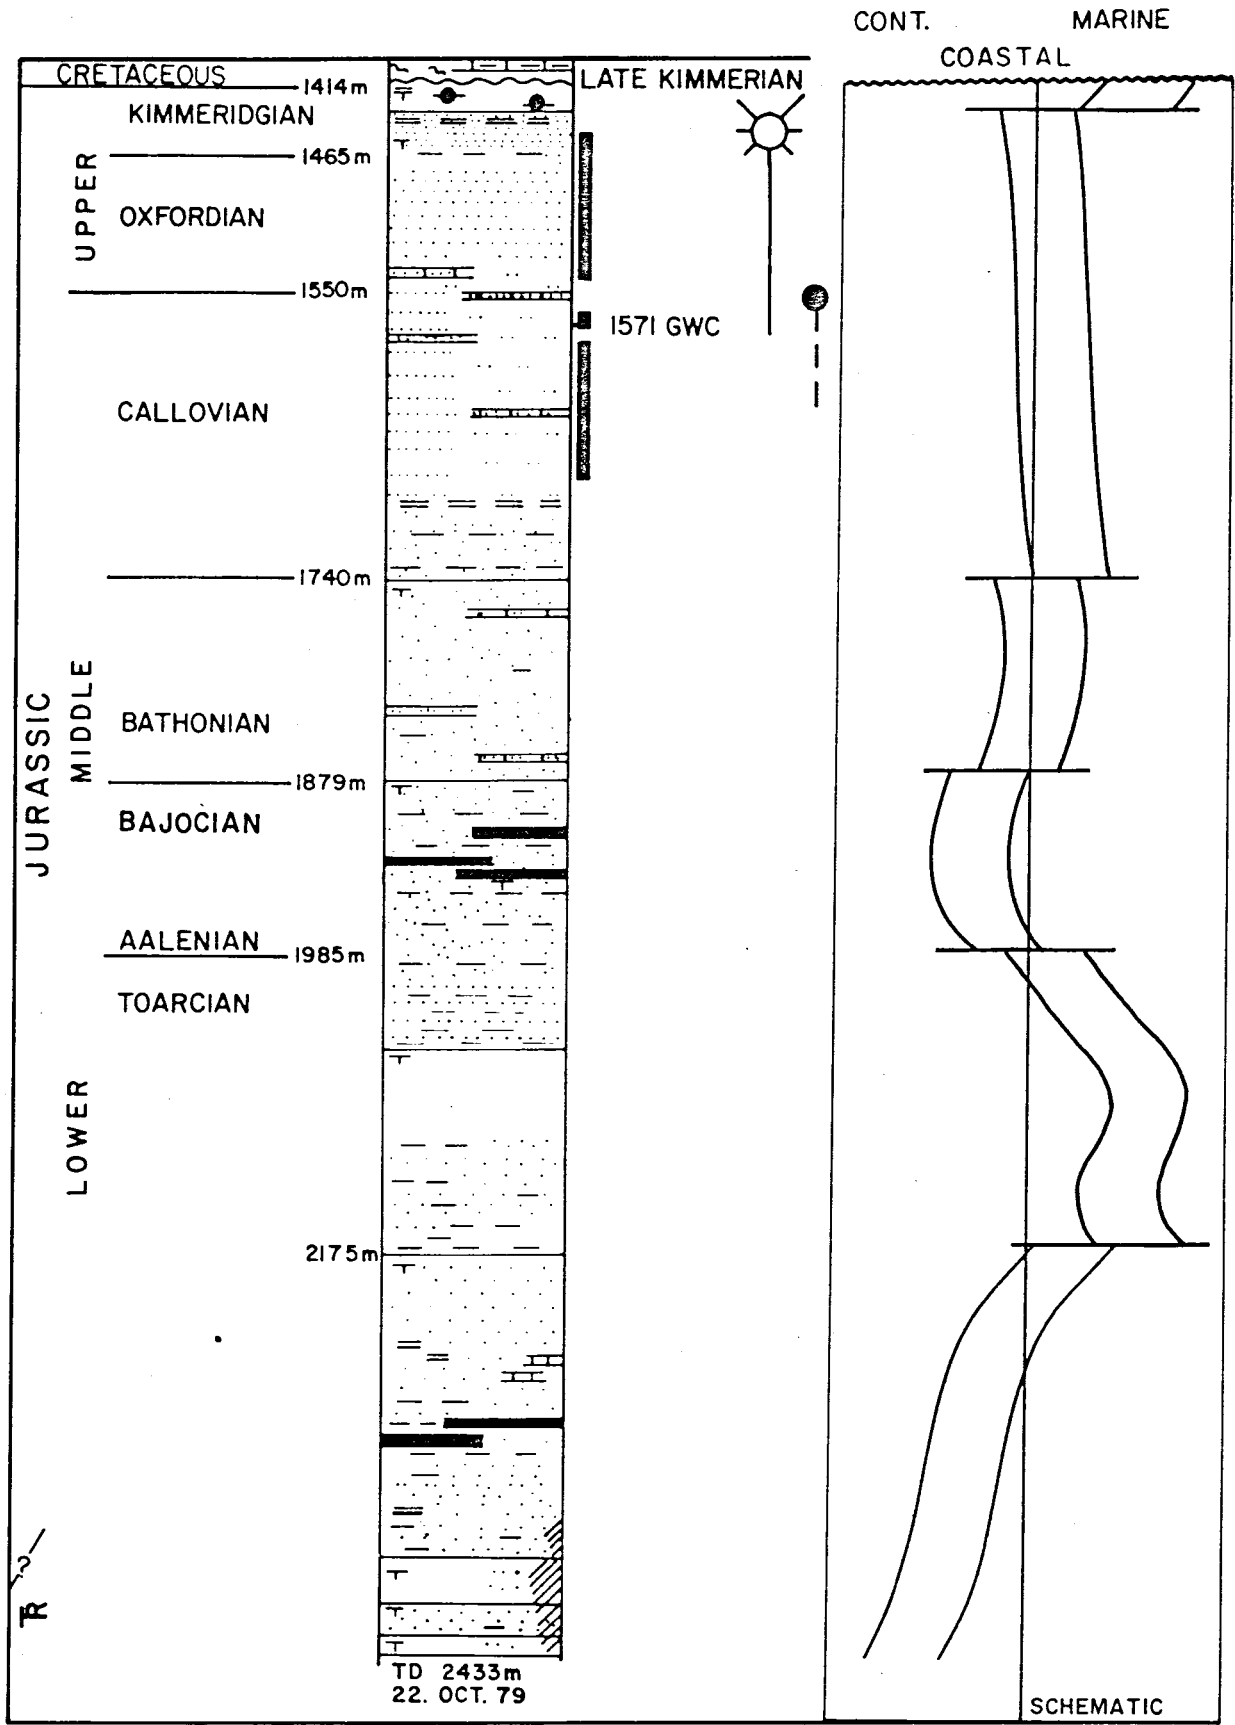 CONT. MARINE
COASTAL
CRETACEOUS
1414m
LATE KIMMERIAN
KIMMERIDGIAN
1465m
UPPER
OXFORDIAN
1550m
1571 GWC
CALLOVIAN
1740m
JURASSIC
MIDDLE
BATHONIAN
1879m
BAJOCIAN
AALENIAN
1985m
TOARCIAN
LOWER
2175m
?
TR
TD 2433m
22. OCT. 79
SCHEMATIC